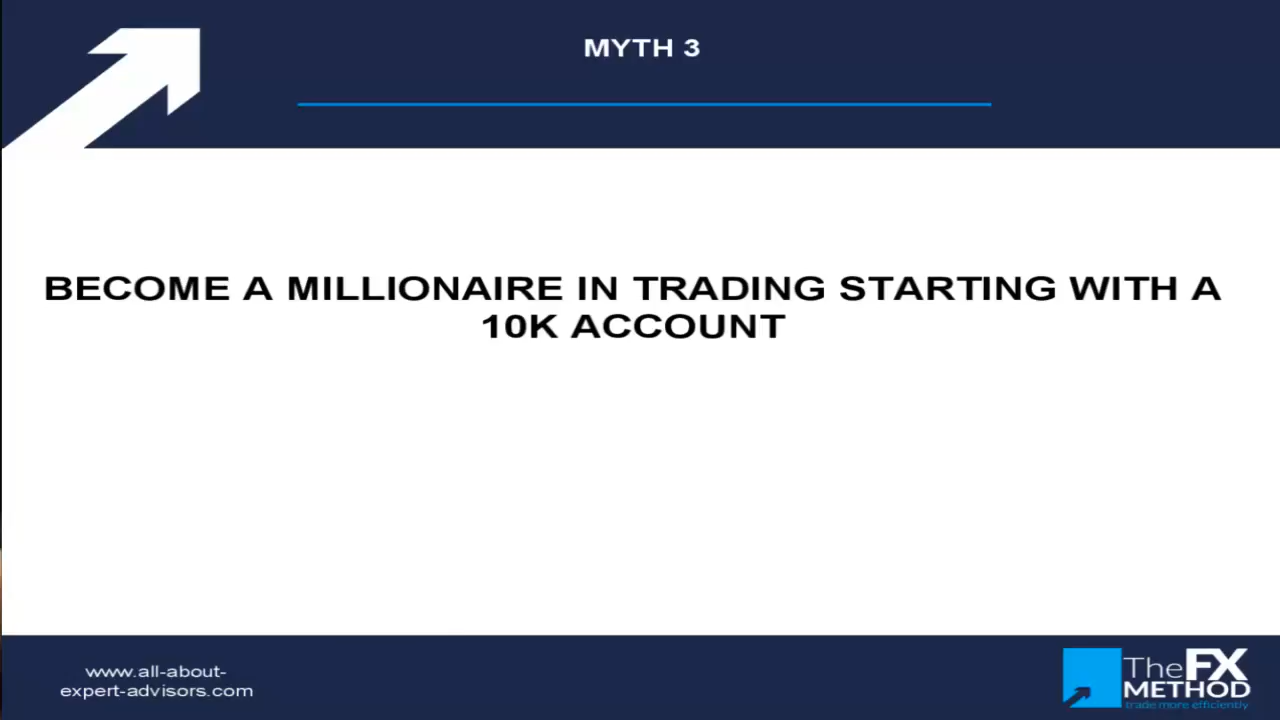 MYTH 3
BECOME A MILLIONAIRE IN TRADING STARTING WITH A
10K ACCOUNT
www.all-about-
expert-advisors.com
The FX
METHOD
trade more efficiently